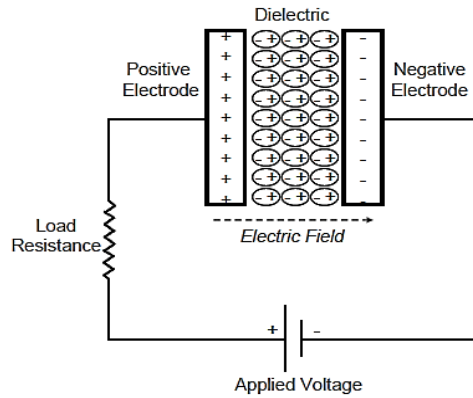 Dielectric
Positive
Electrode
Negative
Electrode
+ - + - + - + -
+ - + - + - + -
+ - + - + - + -
+ - + - + - + -
+ - + - + - + -
+ - + - + - + -
+ - + - + - + -
+ - + - + - + -
+ - + - + - + -
Load
Resistance
Electric Field
+ -
Applied Voltage